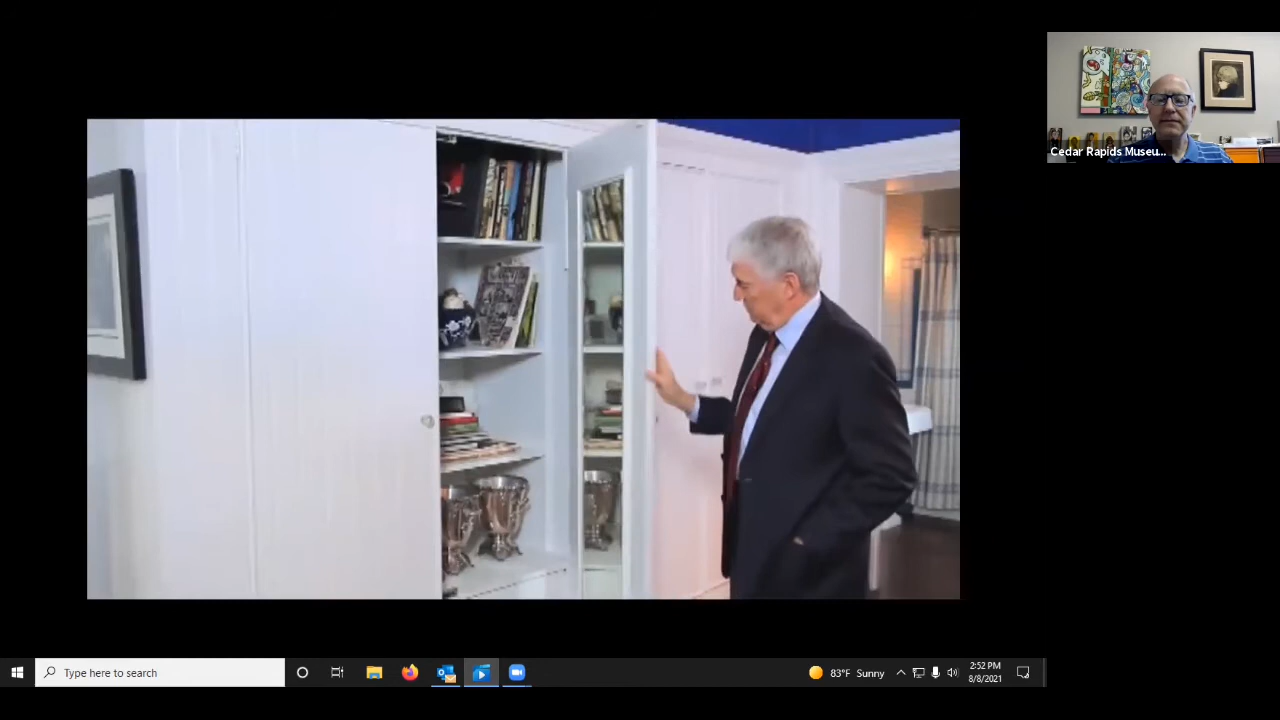 Cedar Rapids Museu...
Type here to search
83°F Sunny
2:52 PM
8/8/2021